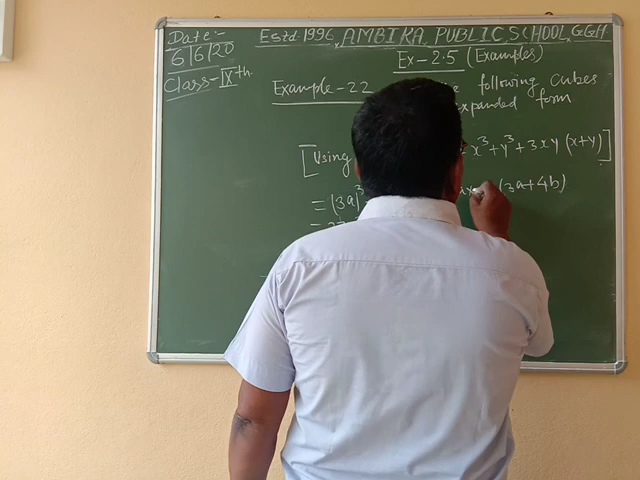 Date:- Estd. 1996, AMBIKA PUBLIC SCHOOL, GGH
6/6/20 Ex-2.5 (Examples)
Class-IXth. Example-22 following cubes
expanded form
[Using x³+y³+3xy (x+y)]
= (3a)³ (3a+4b)
=